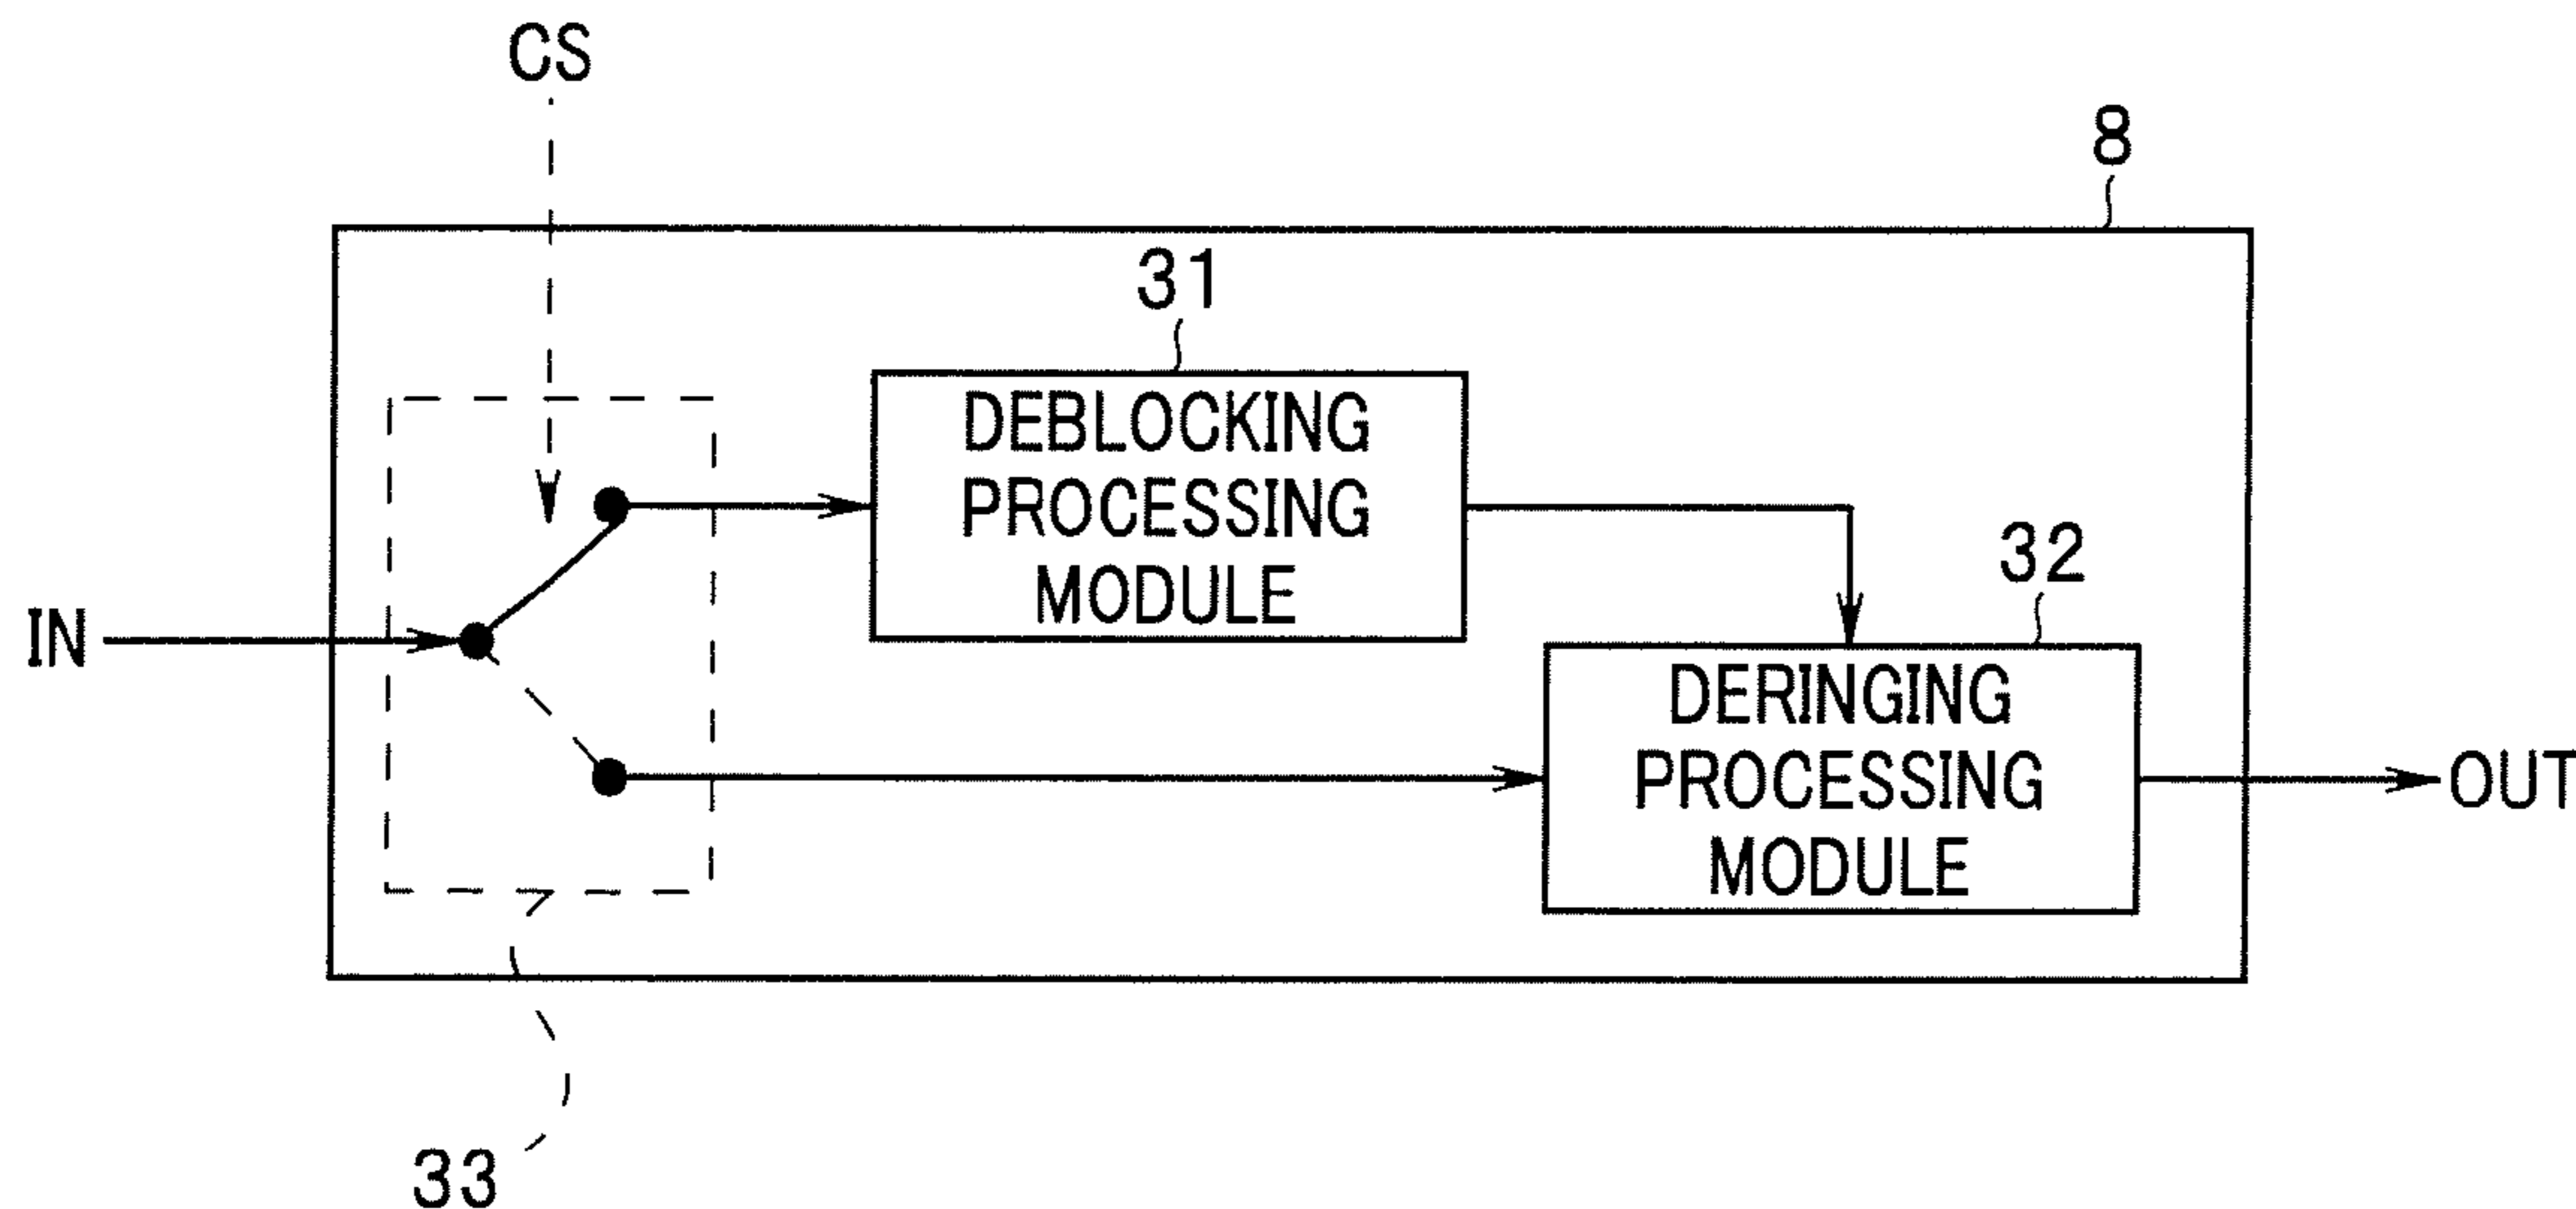 CS
8
31
DEBLOCKING
PROCESSING
MODULE
32
IN
DERINGING
PROCESSING
MODULE
OUT
33